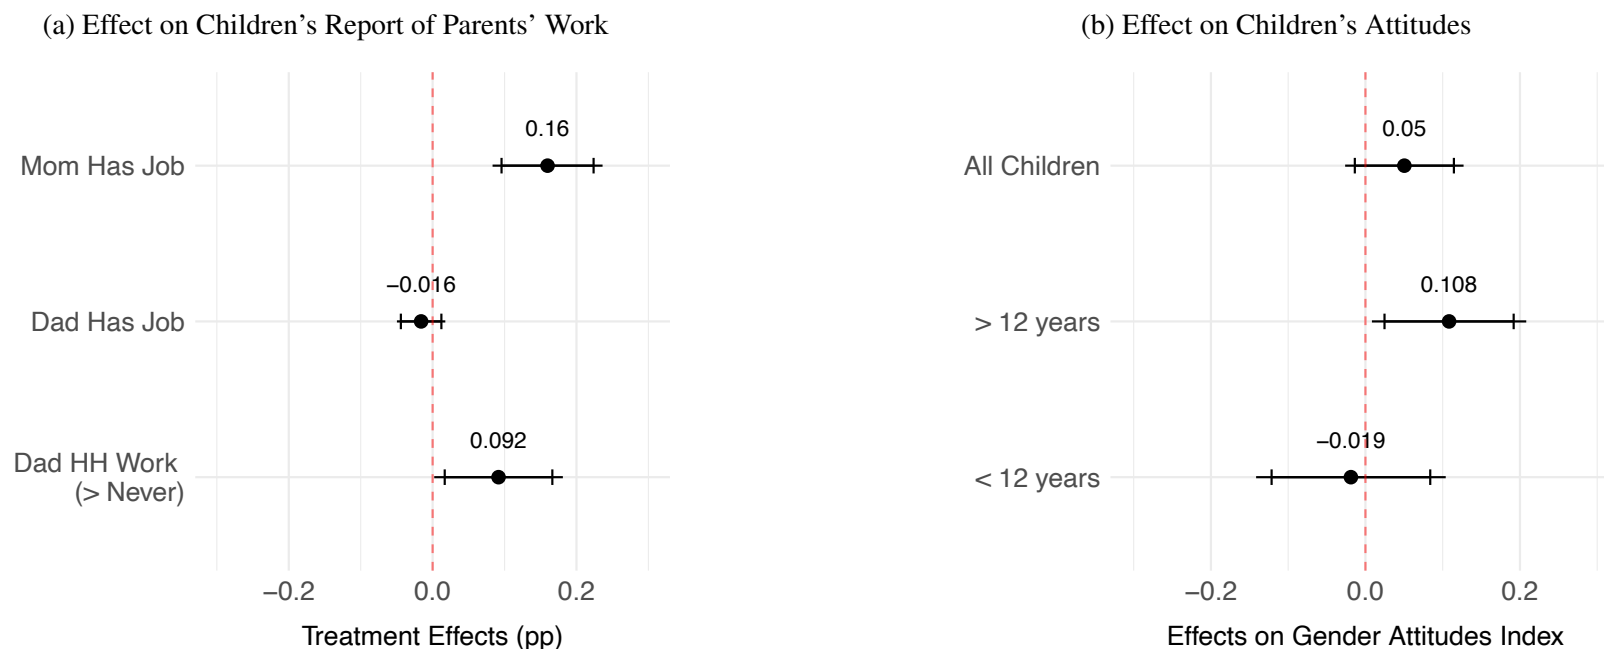 (a) Effect on Children’s Report of Parents’ Work
0.16
Mom Has Job
−0.016
Dad Has Job
0.092
Dad HH Work
(> Never)
−0.2 0.0 0.2
Treatment Effects (pp)
(b) Effect on Children’s Attitudes
0.05
All Children
0.108
> 12 years
−0.019
< 12 years
−0.2 0.0 0.2
Effects on Gender Attitudes Index